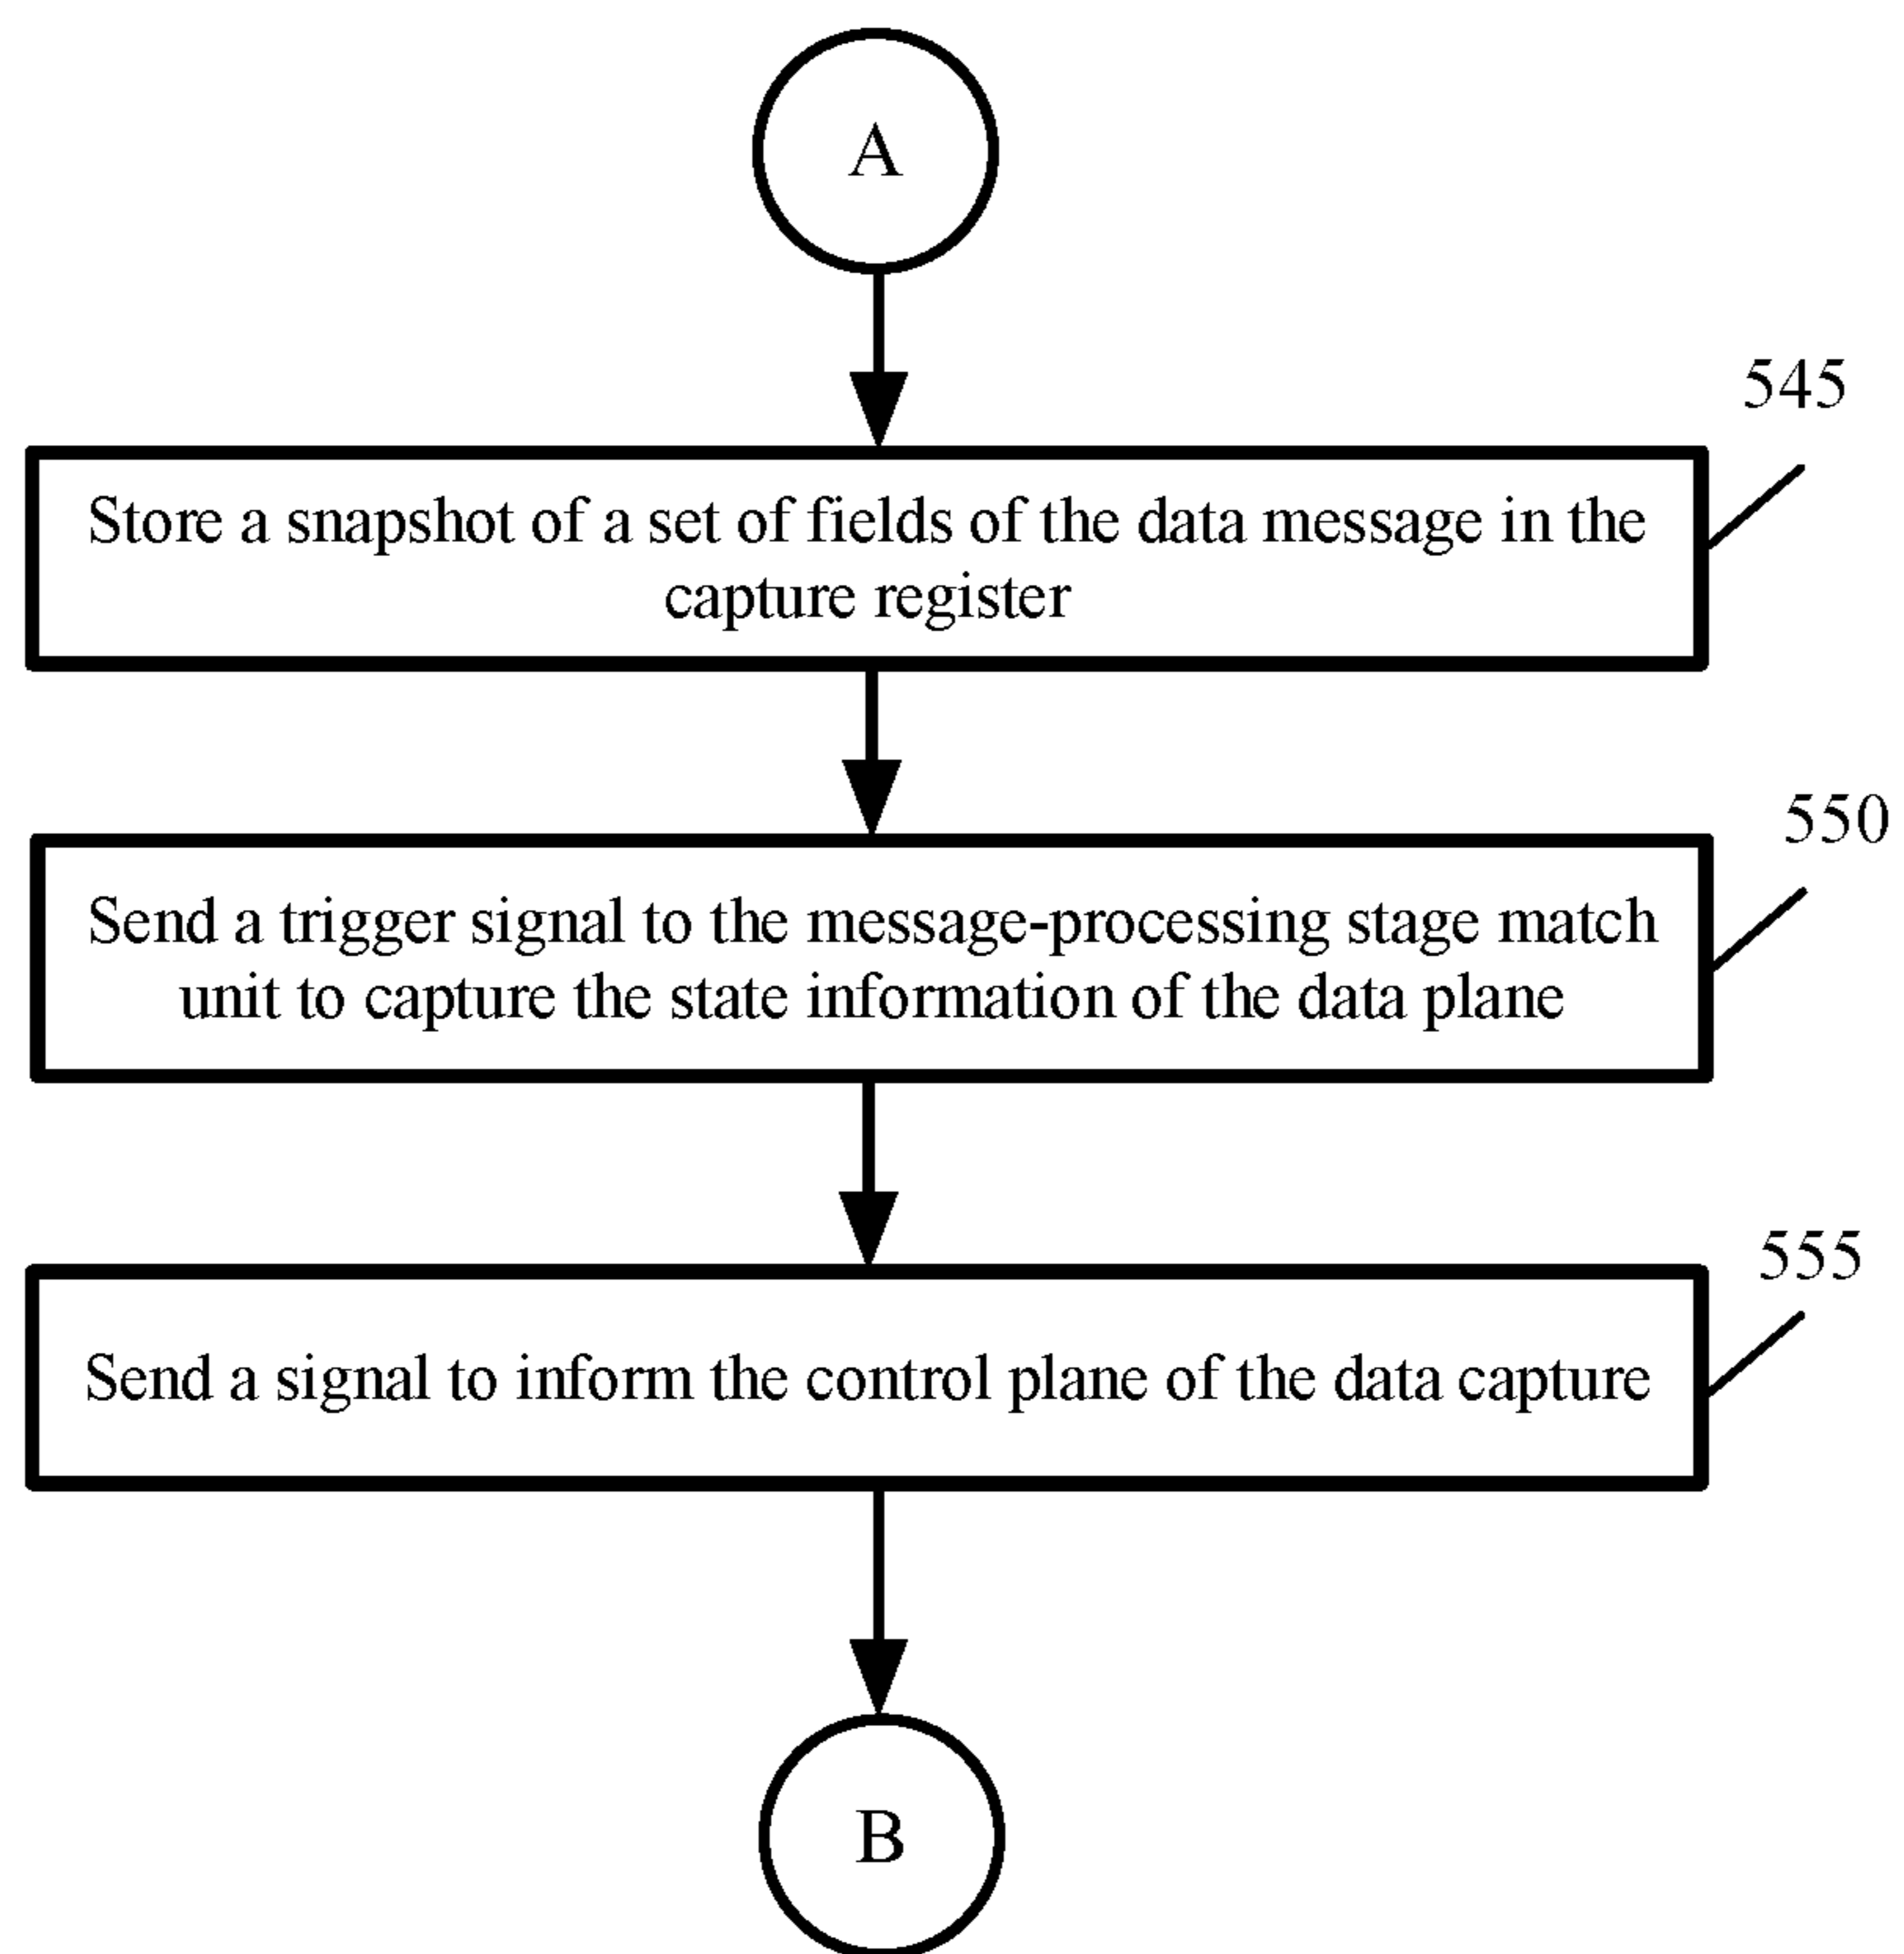 A
545
Store a snapshot of a set of fields of the data message in the
capture register
550
Send a trigger signal to the message-processing stage match
unit to capture the state information of the data plane
555
Send a signal to inform the control plane of the data capture
B